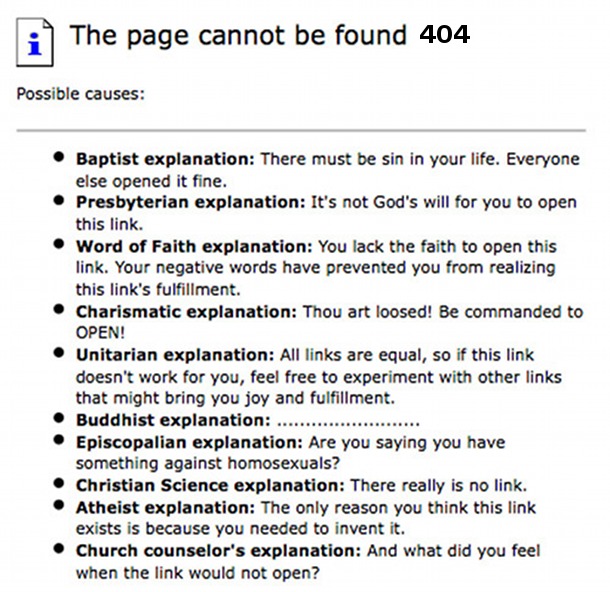 The page cannot be found 404
Possible causes:
Baptist explanation: There must be sin in your life. Everyone
else opened it fine.
Presbyterian explanation: It's not God's will for you to open
this link.
Word of Faith explanation: You lack the faith to open this
link. Your negative words have prevented you from realizing
this link's fulfillment.
Charismatic explanation: Thou art loosed! Be commanded to
OPEN!
Unitarian explanation: All links are equal, so if this link
doesn't work for you, feel free to experiment with other links
that might bring you joy and fulfillment.
Buddhist explanation: .........................
Episcopalian explanation: Are you saying you have
something against homosexuals?
Christian Science explanation: There really is no link.
Atheist explanation: The only reason you think this link
exists is because you needed to invent it.
Church counselor's explanation: And what did you feel
when the link would not open?